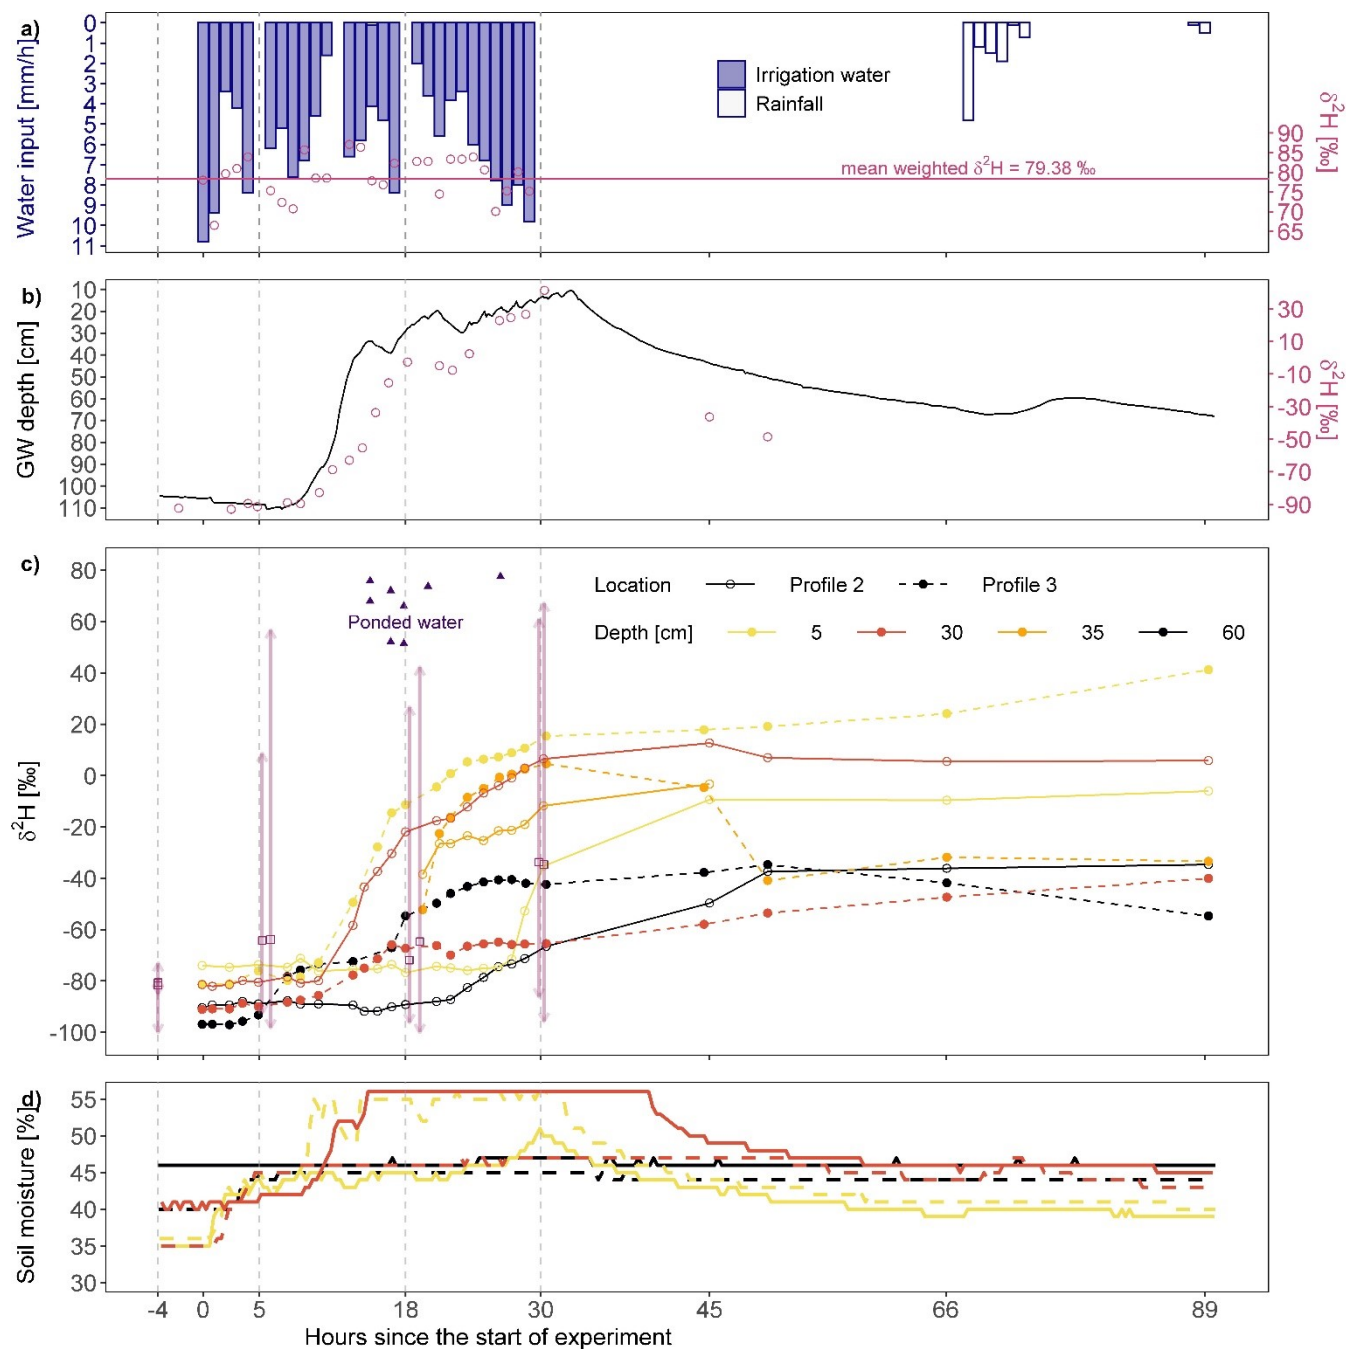 a)
Water input [mm/h]
0
1
2
3
4
5
6
7
8
9
10
11
Irrigation water
Rainfall
mean weighted δ²H = 79.38 ‰
90
85
80
75
70
65
δ²H [‰]
b)
GW depth [cm]
10
20
30
40
50
60
70
80
90
100
110
30
10
-10
-30
-50
-70
-90
δ²H [‰]
c)
δ²H [‰]
80
60
40
20
0
-20
-40
-60
-80
-100
Ponded water
Location Profile 2 Profile 3
Depth [cm] 5 30 35 60
d)
Soil moisture [%]
55
50
45
40
35
30
-4 0 5 18 30 45 66 89
Hours since the start of experiment